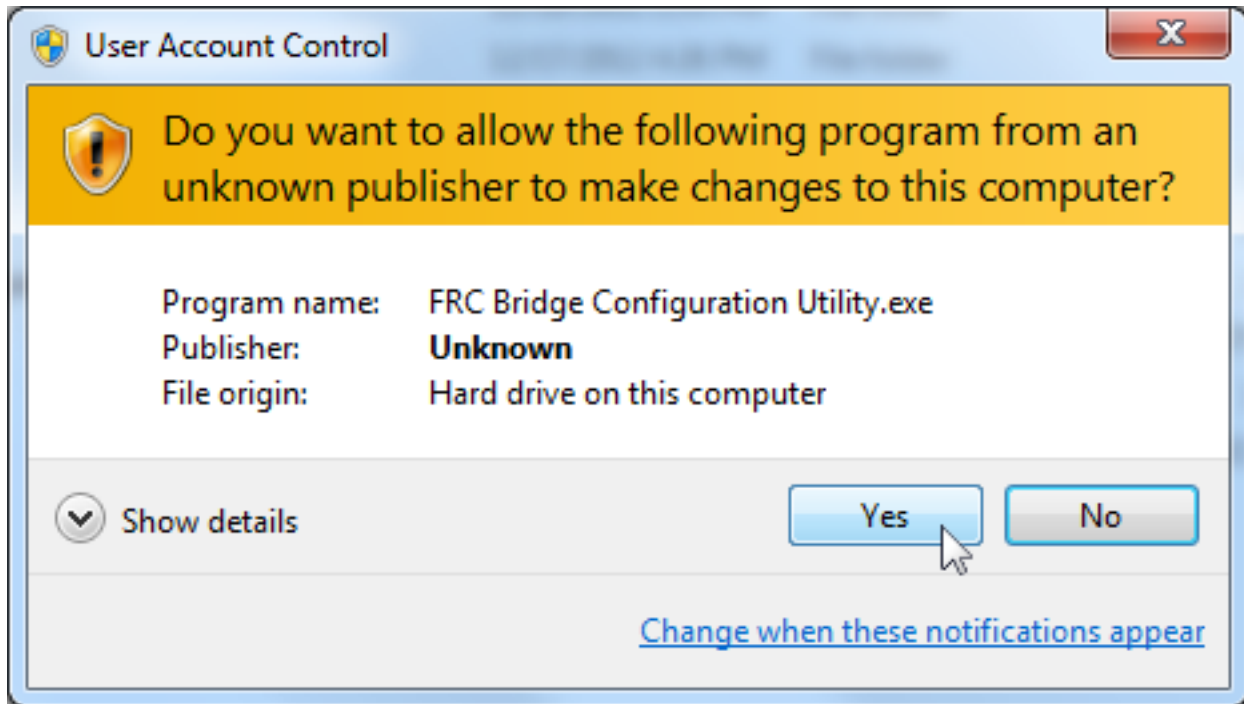 User Account Control
Do you want to allow the following program from an
unknown publisher to make changes to this computer?
Program name: FRC Bridge Configuration Utility.exe
Publisher: Unknown
File origin: Hard drive on this computer
Show details
Yes
No
Change when these notifications appear